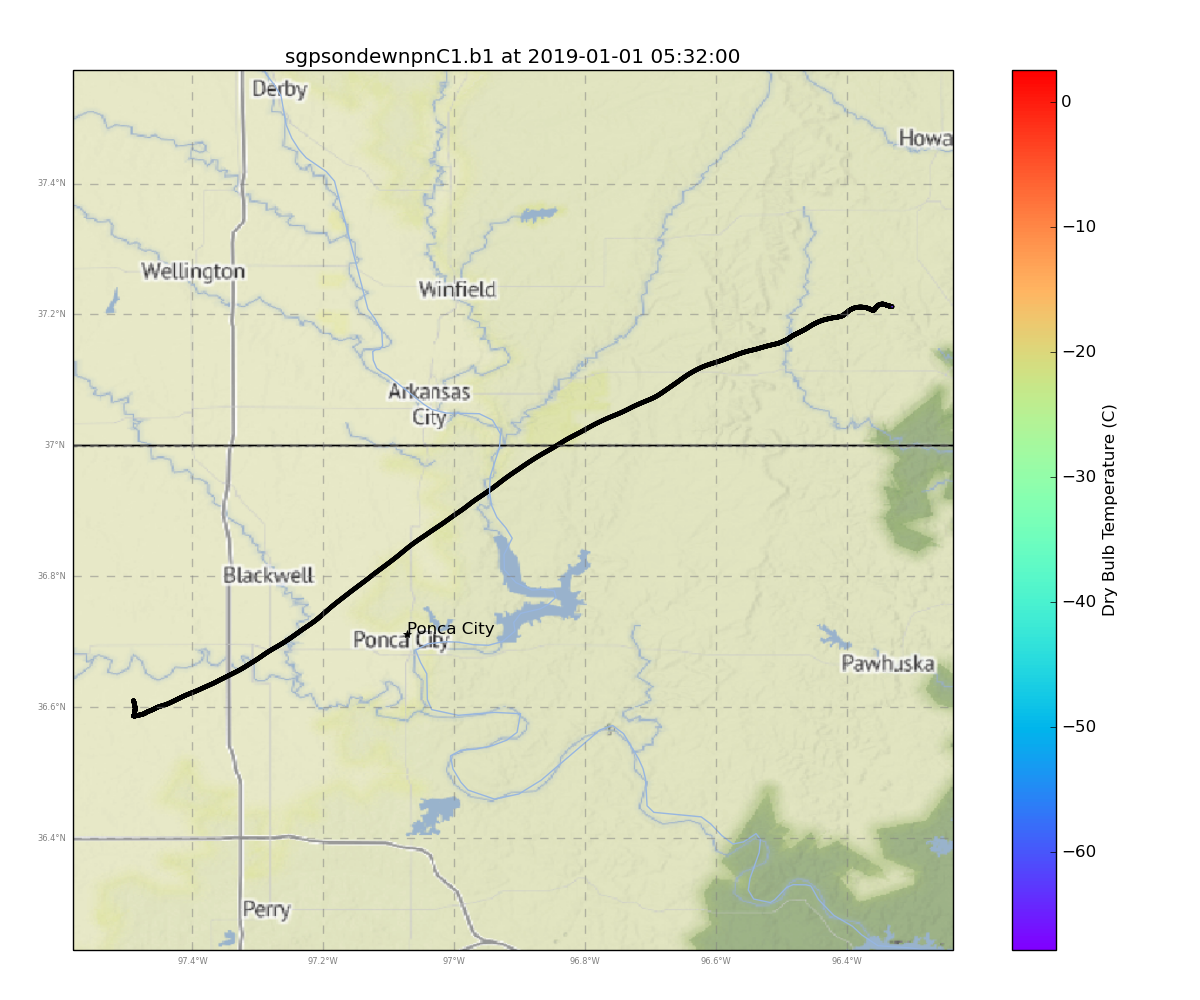 sgpsondewnpnC1.b1 at 2019-01-01 05:32:00
Derby
Howa
37.4°N
Wellington
Winfield
37.2°N
Arkansas
City
37°N
36.8°N
Blackwell
Ponca City
Ponca City
Pawhuska
36.6°N
36.4°N
Perry
97.4°W
97.2°W
97°W
96.8°W
96.6°W
96.4°W
0
−10
−20
−30
−40
−50
−60
Dry Bulb Temperature (C)